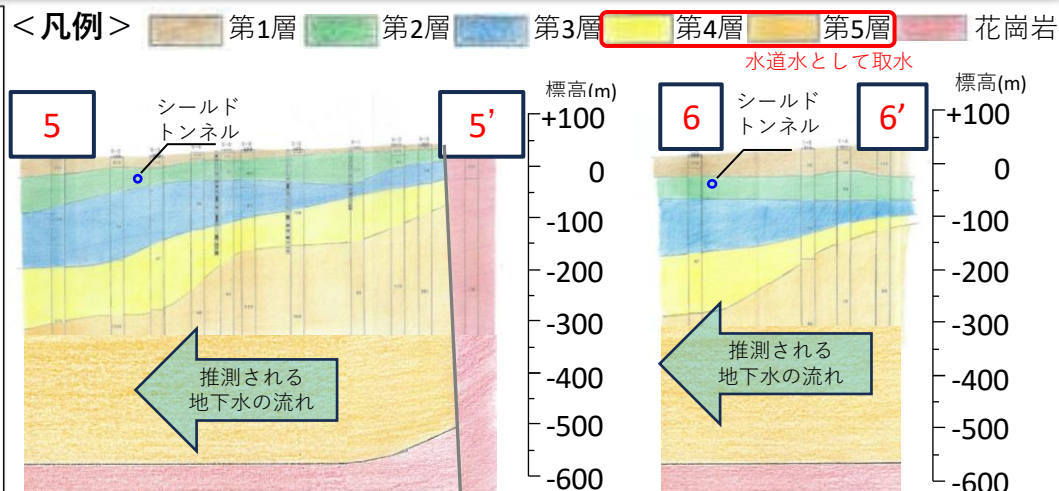 ＜凡例＞ 第1層 第2層 第3層 第4層 第5層 花崗岩
水道水として取水
5
シールド
トンネル
5’
標高(m)
+100
0
-100
-200
-300
-400
-500
-600
推測される
地下水の流れ
6
シールド
トンネル
6’
標高(m)
+100
0
-100
-200
-300
-400
-500
-600
推測される
地下水の流れ